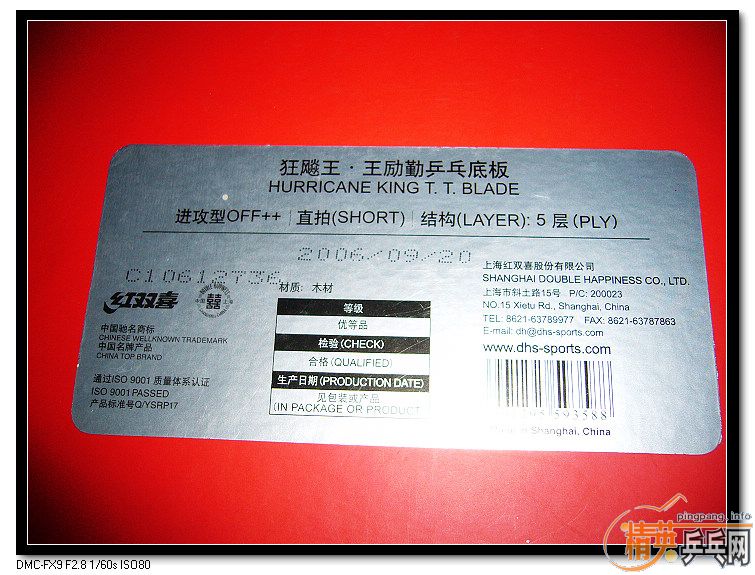 狂飚王·王励勤乒乓底板
HURRICANE KING T. T. BLADE
进攻型OFF++ | 直拍(SHORT) | 结构(LAYER): 5 层(PLY)
2006/09/20
C10612T36
红双喜
中国驰名商标
CHINESE WELLKNOWN TRADEMARK
中国名牌产品
CHINA TOP BRAND
通过ISO 9001 质量体系认证
ISO 9001 PASSED
产品标准号Q/YSRP17
材质: 木材
等级
优等品
检验(CHECK)
合格(QUALIFIED)
生产日期(PRODUCTION DATE)
见包装或产品
(IN PACKAGE OR PRODUCT
上海红双喜股份有限公司
SHANGHAI DOUBLE HAPPINESS CO., LTD.
上海市斜土路15号 P/C: 200023
NO.15 Xietu Rd., Shanghai, China
TEL: 8621-63789977 FAX: 8621-63787863
E-mail: dh@dhs-sports.com
www.dhs-sports.com
593588
Shanghai, China
pingpang.info
精英乒乓网
DMC-FX9 F2.8 1/60s ISO80